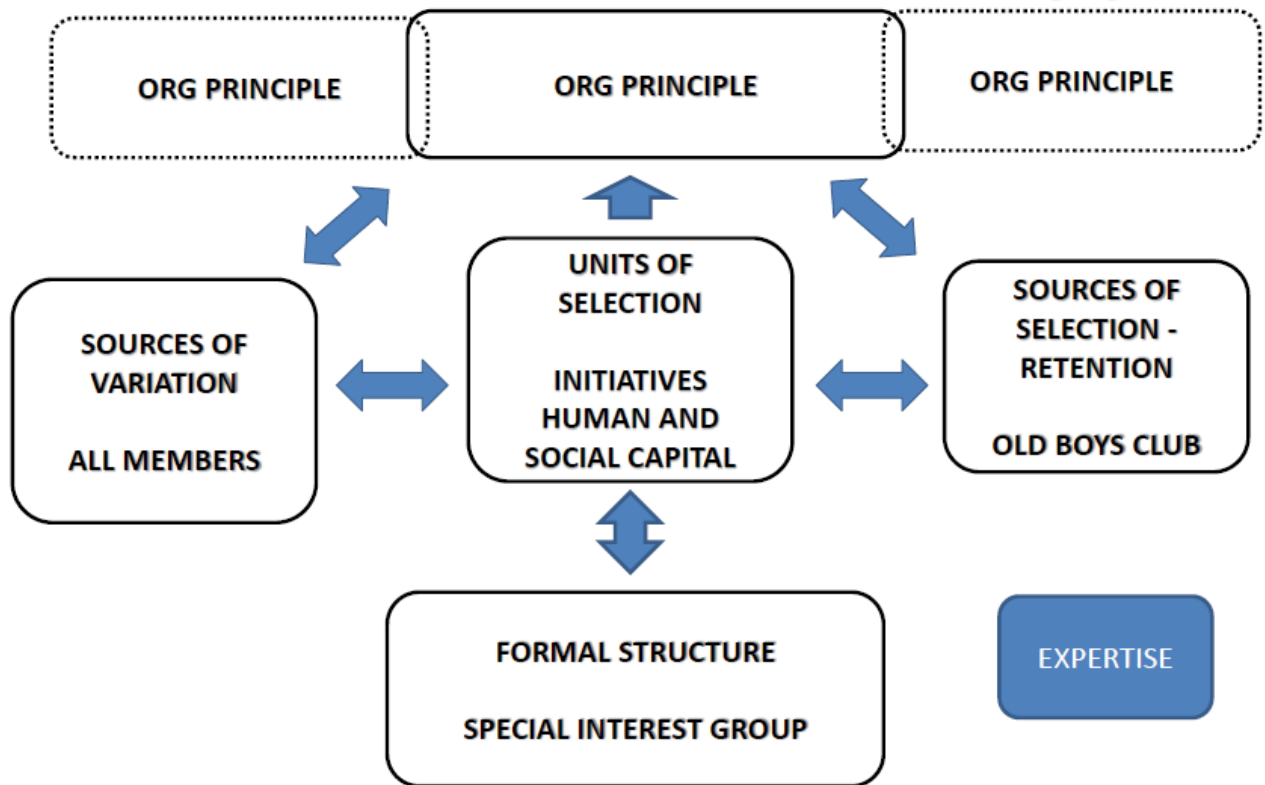 ORG PRINCIPLE
ORG PRINCIPLE
ORG PRINCIPLE
SOURCES OF
VARIATION
ALL MEMBERS
UNITS OF
SELECTION
INITIATIVES
HUMAN AND
SOCIAL CAPITAL
SOURCES OF
SELECTION -
RETENTION
OLD BOYS CLUB
FORMAL STRUCTURE
SPECIAL INTEREST GROUP
EXPERTISE